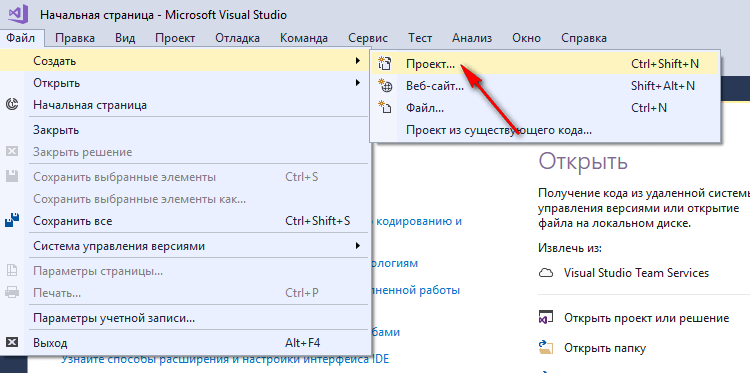 Начальная страница - Microsoft Visual Studio
Файл Правка Вид Проект Отладка Команда Сервис Тест Анализ Окно Справка
Создать
Открыть
Начальная страница
Закрыть
Закрыть решение
Сохранить выбранные элементы Ctrl+S
Сохранить выбранные элементы как...
Сохранить все Ctrl+Shift+S
Система управления версиями
Параметры страницы...
Печать... Ctrl+P
Параметры учетной записи...
Выход Alt+F4
Проект... Ctrl+Shift+N
Веб-сайт... Shift+Alt+N
Файл... Ctrl+N
Проект из существующего кода...
кодированию и
ологиям
ненной работы
бами
Узнайте способы расширения и настройки интерфейса IDE
Открыть
Получение кода из удаленной системы
управления версиями или открытие
файла на локальном диске.
Извлечь из:
Visual Studio Team Services
Открыть проект или решение
Открыть папку